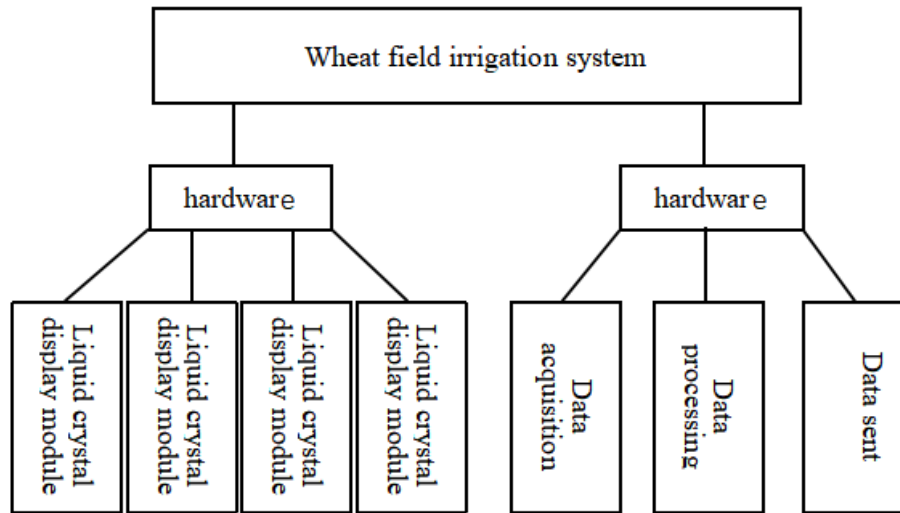 Wheat field irrigation system
hardware
hardware
Liquid crystal
display module
Liquid crystal
display module
Liquid crystal
display module
Liquid crystal
display module
Data
acquisition
Data
processing
Data sent